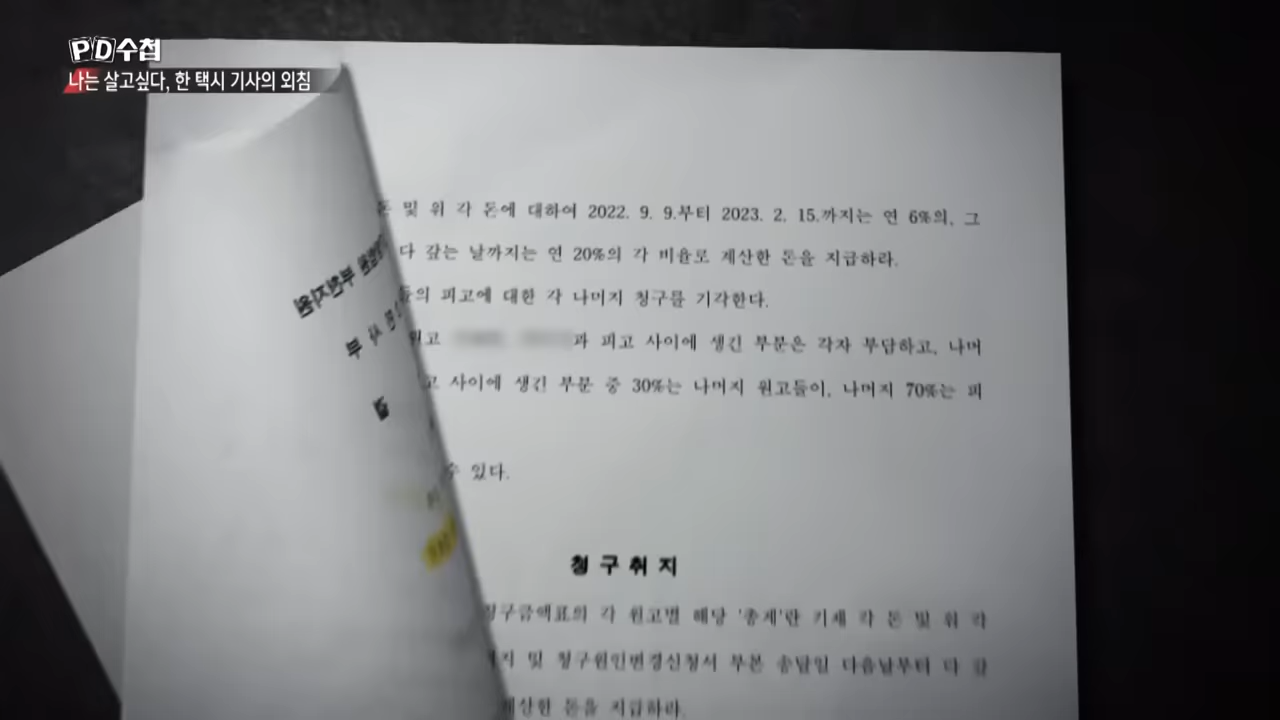 PD수첩
나는 살고싶다, 한 택시 기사의 외침
돈 및 위 각 돈에 대하여 2022. 9. 9.부터 2023. 2. 15.까지는 연 6%의, 그
다 갚는 날까지는 연 20%의 각 비율로 계산한 돈을 지급하라.
들의 피고에 대한 각 나머지 청구를 기각한다.
원고 과 피고 사이에 생긴 부분은 각자 부담하고, 나머
고 사이에 생긴 부분 중 30%는 나머지 원고들이, 나머지 70%는 피
수 있다.
청 구 취 지
청구금액표의 각 원고별 해당 '총계'란 기재 각 돈 및 위 각
취지 및 청구원인변경신청서 부본 송달일 다음날부터 다 갚
계산한 돈을 지급하라.
부천지원